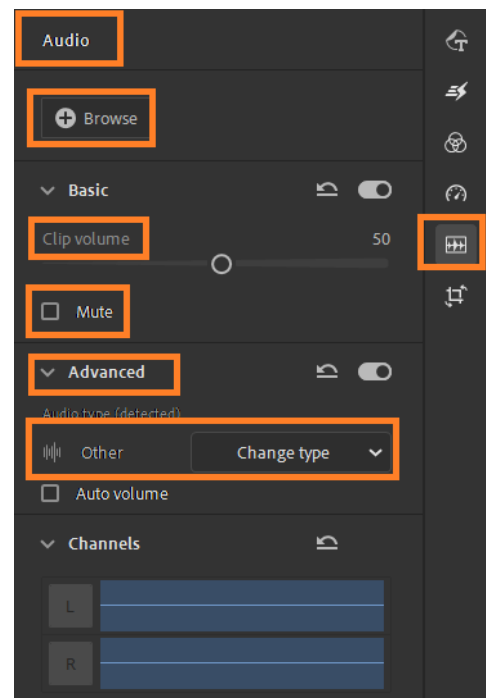 Audio
Browse
Basic
Clip volume 50
Mute
Advanced
Audio type (detected)
Other Change type
Auto volume
Channels
L
R